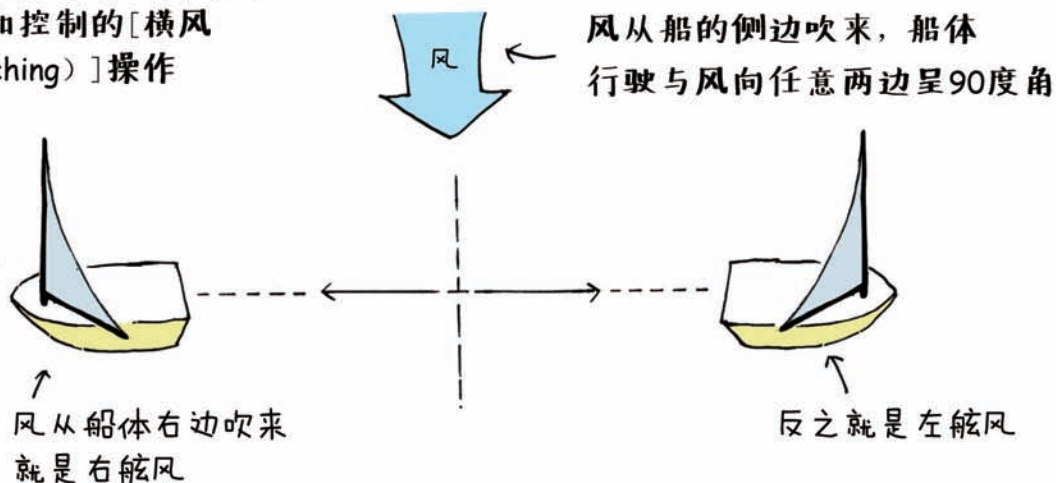 控制的[横风
ching）]操作
风
风从船的侧边吹来，船体
行驶与风向任意两边呈90度角
风从船体右边吹来
就是右舷风
反之就是左舷风